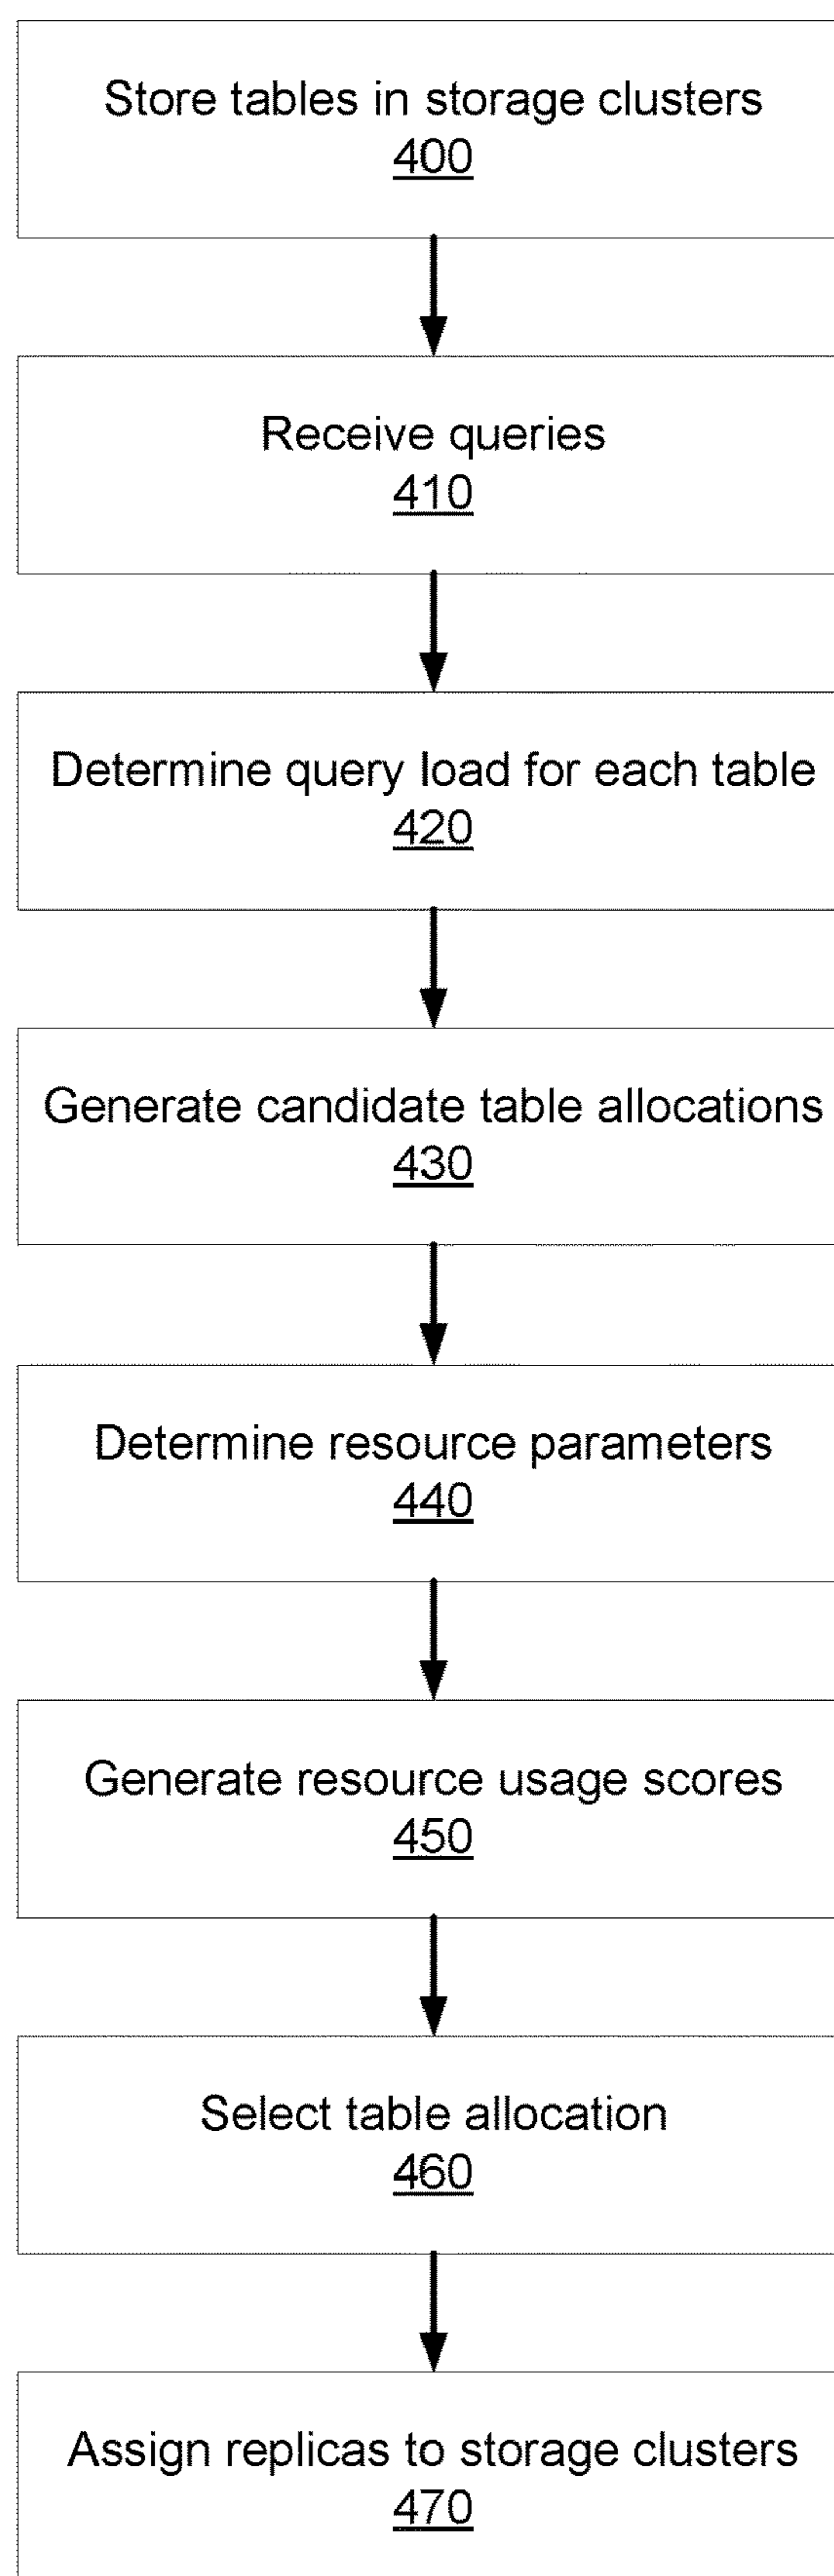 Store tables in storage clusters
400
Receive queries
410
Determine query load for each table
420
Generate candidate table allocations
430
Determine resource parameters
440
Generate resource usage scores
450
Select table allocation
460
Assign replicas to storage clusters
470